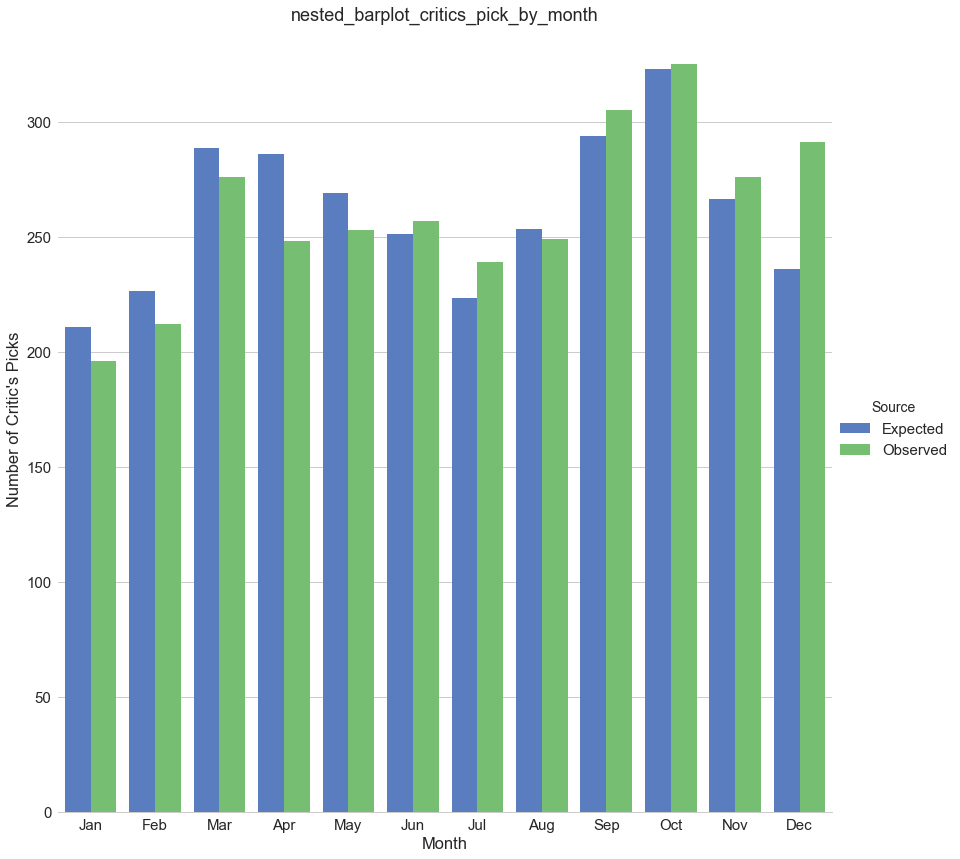 nested_barplot_critics_pick_by_month
Number of Critic's Picks
300
250
200
150
100
50
0
Jan Feb Mar Apr May Jun Jul Aug Sep Oct Nov Dec
Month
Source
Expected
Observed